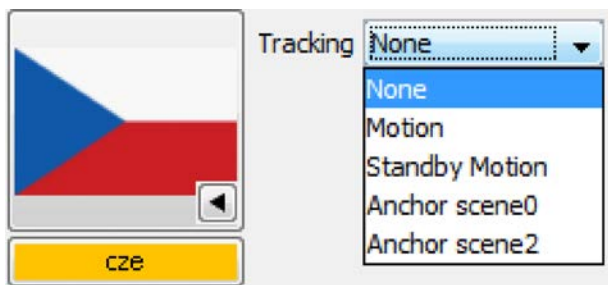 Tracking None
None
Motion
Standby Motion
Anchor scene0
Anchor scene2
cze